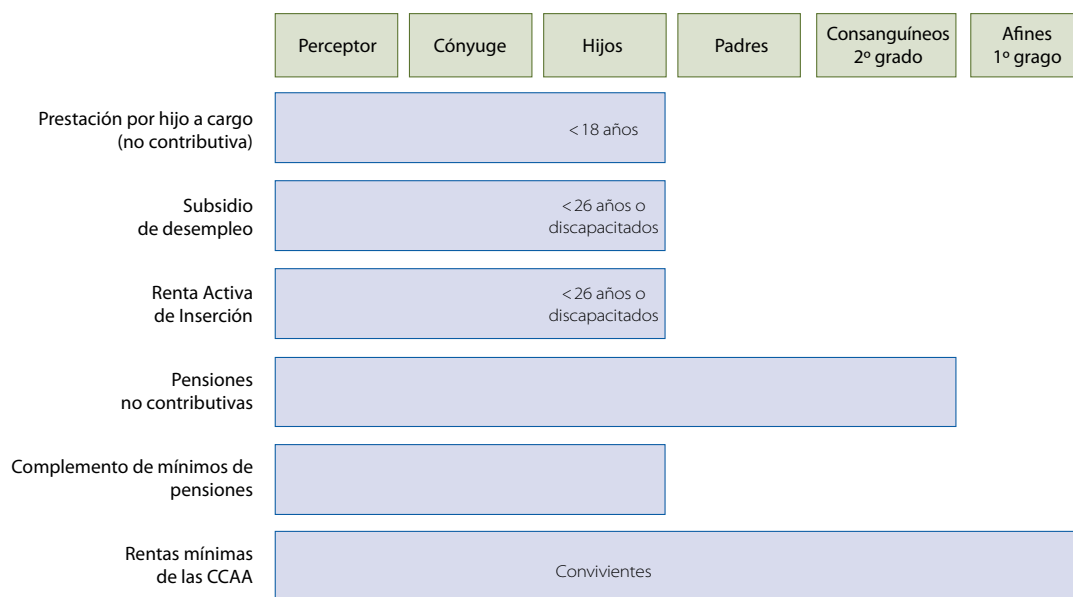 Perceptor
Cónyuge
Hijos
Padres
Consanguíneos
2º grado
Afines
1º grago
Prestación por hijo a cargo
(no contributiva)
< 18 años
Subsidio
de desempleo
< 26 años o
discapacitados
Renta Activa
de Inserción
< 26 años o
discapacitados
Pensiones
no contributivas
Complemento de mínimos de
pensiones
Rentas mínimas
de las CCAA
Convivientes